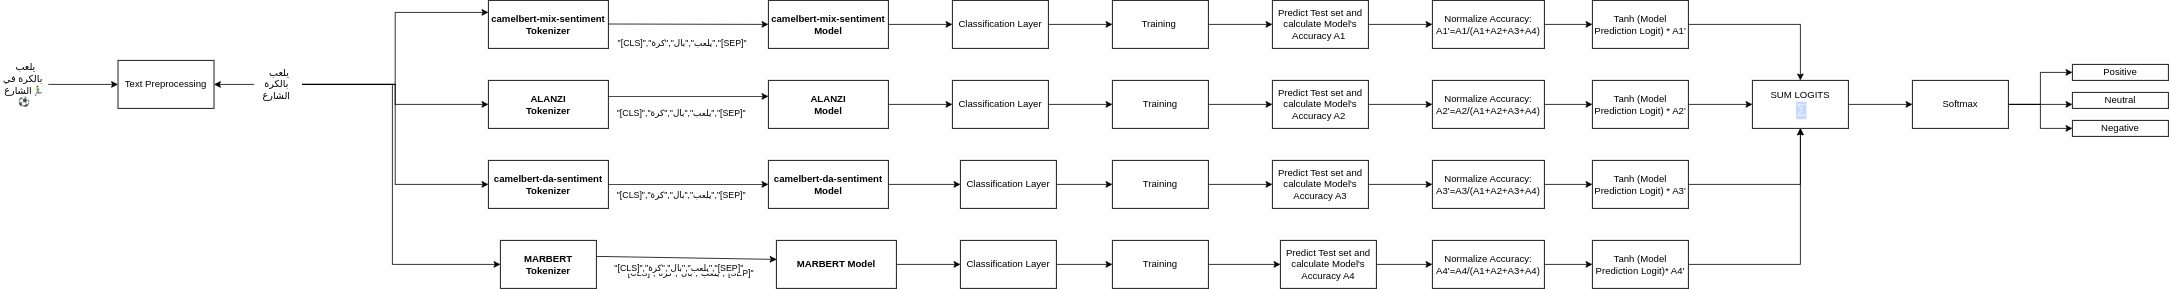 يلعب
بالكرة في
الشارع 🏃
⚽
Text Preprocessing
يلعب
بالكرة
الشارع
camelbert-mix-sentiment
Tokenizer
"[CLS]","يلعب","بال","كرة","[SEP]"
camelbert-mix-sentiment
Model
Classification Layer
Training
Predict Test set and
calculate Model's
Accuracy A1
Normalize Accuracy:
A1'=A1/(A1+A2+A3+A4)
Tanh (Model
Prediction Logit) * A1'
ALANZI
Tokenizer
"[CLS]","يلعب","بال","كرة","[SEP]"
ALANZI
Model
Classification Layer
Training
Predict Test set and
calculate Model's
Accuracy A2
Normalize Accuracy:
A2'=A2/(A1+A2+A3+A4)
Tanh (Model
Prediction Logit) * A2'
camelbert-da-sentiment
Tokenizer
"[CLS]","يلعب","بال","كرة","[SEP]"
camelbert-da-sentiment
Model
Classification Layer
Training
Predict Test set and
calculate Model's
Accuracy A3
Normalize Accuracy:
A3'=A3/(A1+A2+A3+A4)
Tanh (Model
Prediction Logit) * A3'
MARBERT
Tokenizer
"[CLS]","يلعب","بال","كرة","[SEP]"
MARBERT Model
Classification Layer
Training
Predict Test set and
calculate Model's
Accuracy A4
Normalize Accuracy:
A4'=A4/(A1+A2+A3+A4)
Tanh (Model
Prediction Logit)* A4'
SUM LOGITS
Softmax
Positive
Neutral
Negative